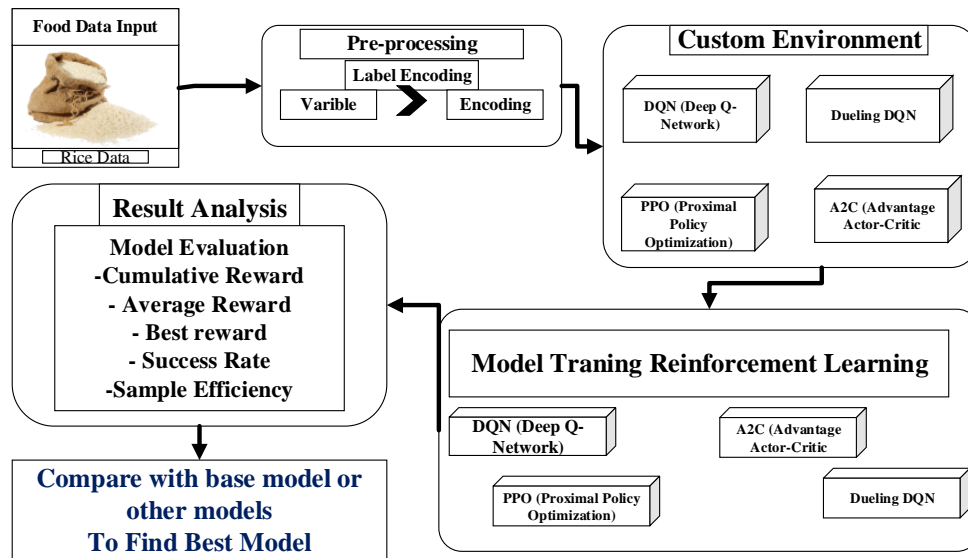 Food Data Input
Rice Data
Pre-processing
Label Encoding
Varible
Encoding
Custom Environment
DQN (Deep Q-
Network)
Dueling DQN
PPO (Proximal
Policy
Optimization)
A2C (Advantage
Actor-Critic
Model Traning Reinforcement Learning
DQN (Deep Q-
Network)
A2C (Advantage
Actor-Critic
PPO (Proximal Policy
Optimization)
Dueling DQN
Result Analysis
Model Evaluation
-Cumulative Reward
- Average Reward
- Best reward
- Success Rate
-Sample Efficiency
Compare with base model or
other models
To Find Best Model